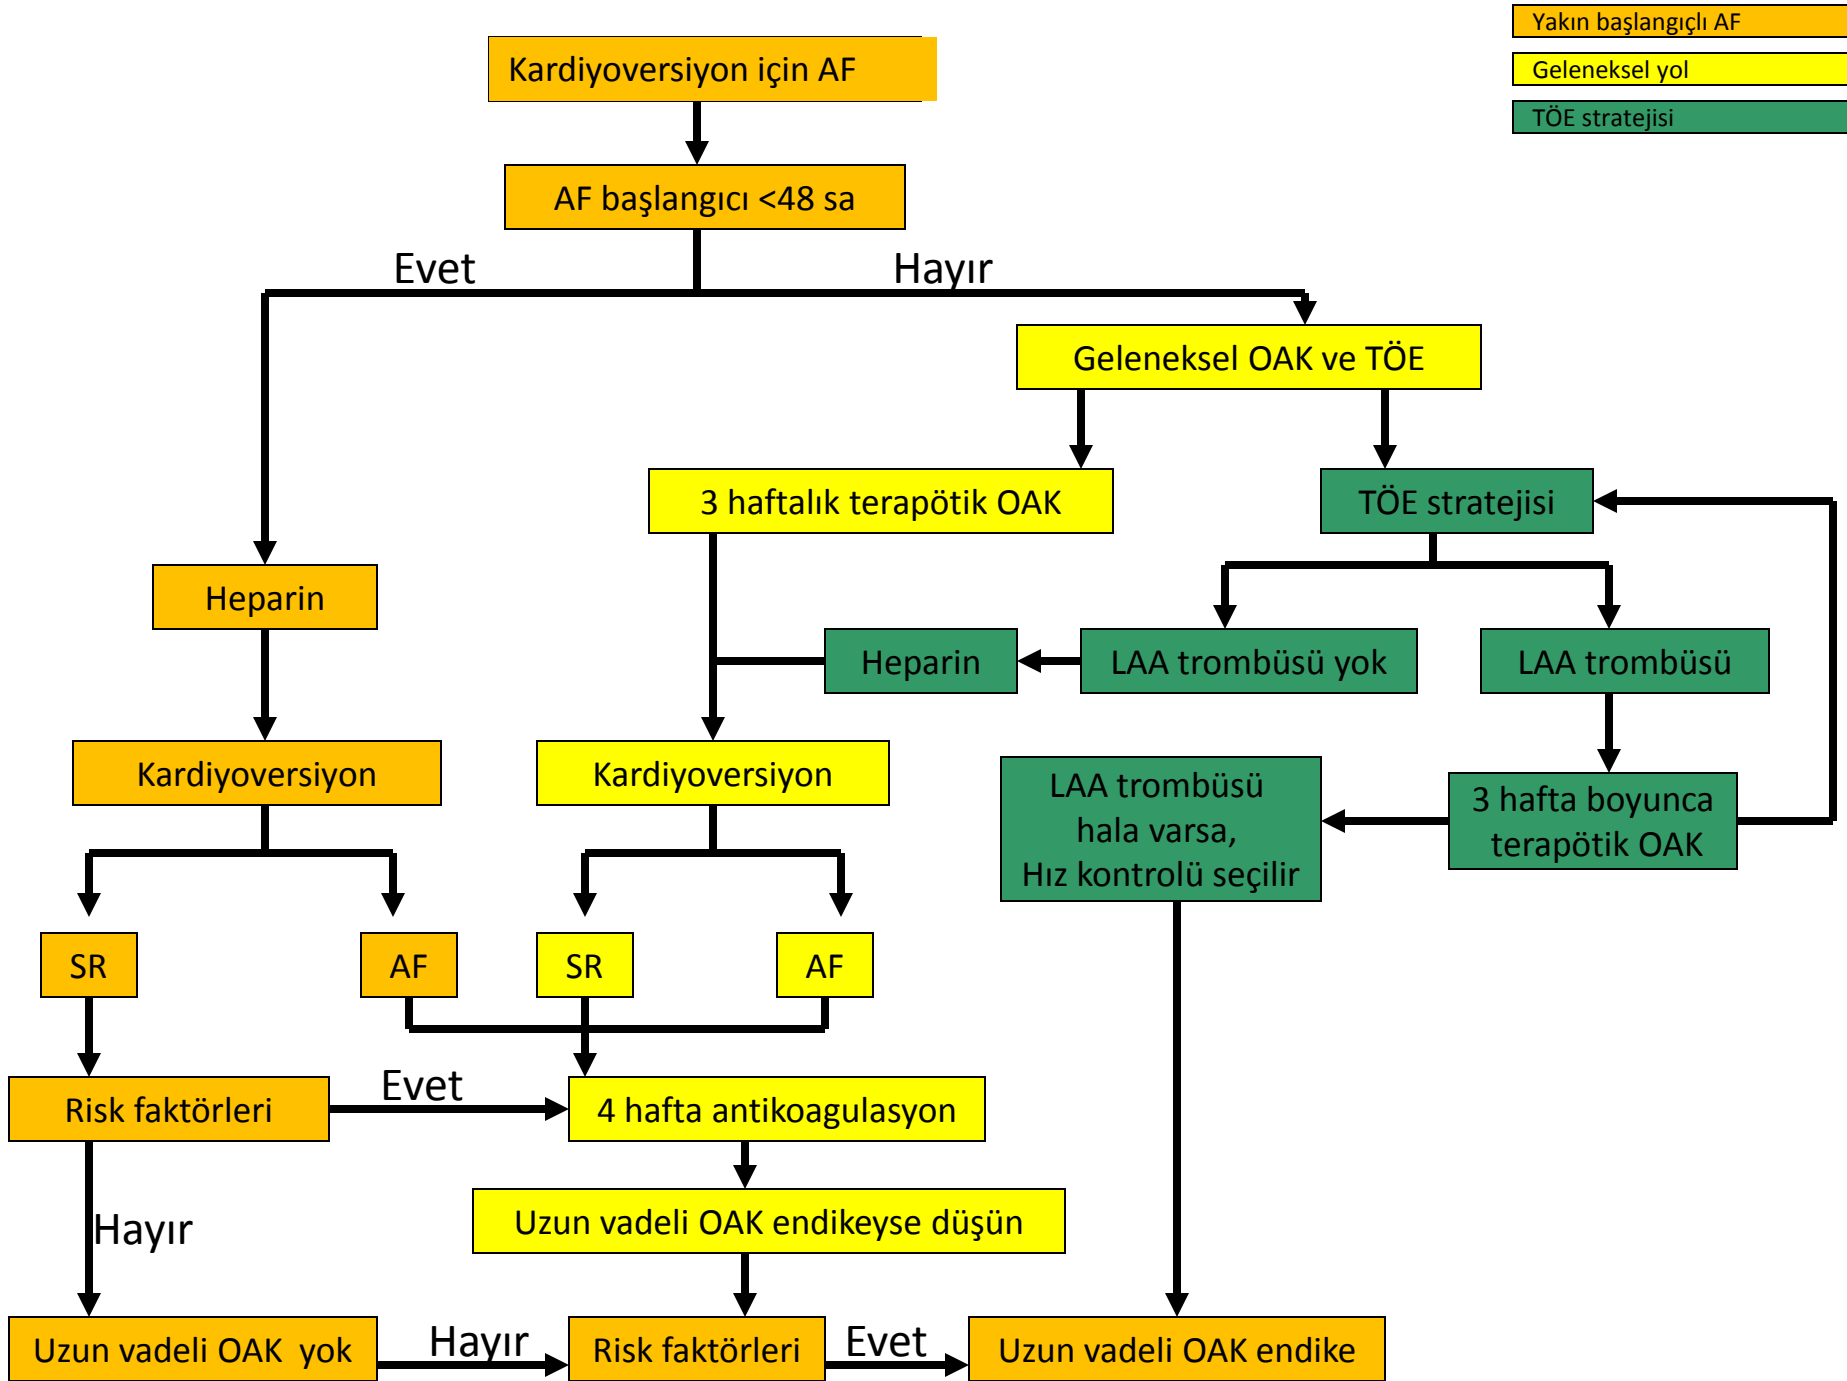 Yakın başlangıçlı AF
Geleneksel yol
TÖE stratejisi
Kardiyoversiyon için AF
AF başlangıcı <48 sa
Evet
Hayır
Geleneksel OAK ve TÖE
3 haftalık terapötik OAK
TÖE stratejisi
Heparin
Heparin
LAA trombüsü yok
LAA trombüsü
Kardiyoversiyon
Kardiyoversiyon
LAA trombüsü
hala varsa,
Hız kontrolü seçilir
3 hafta boyunca
terapötik OAK
SR
AF
SR
AF
Risk faktörleri
Evet
4 hafta antikoagulasyon
Hayır
Uzun vadeli OAK endikeyse düşün
Uzun vadeli OAK  yok
Hayır
Risk faktörleri
Evet
Uzun vadeli OAK endike